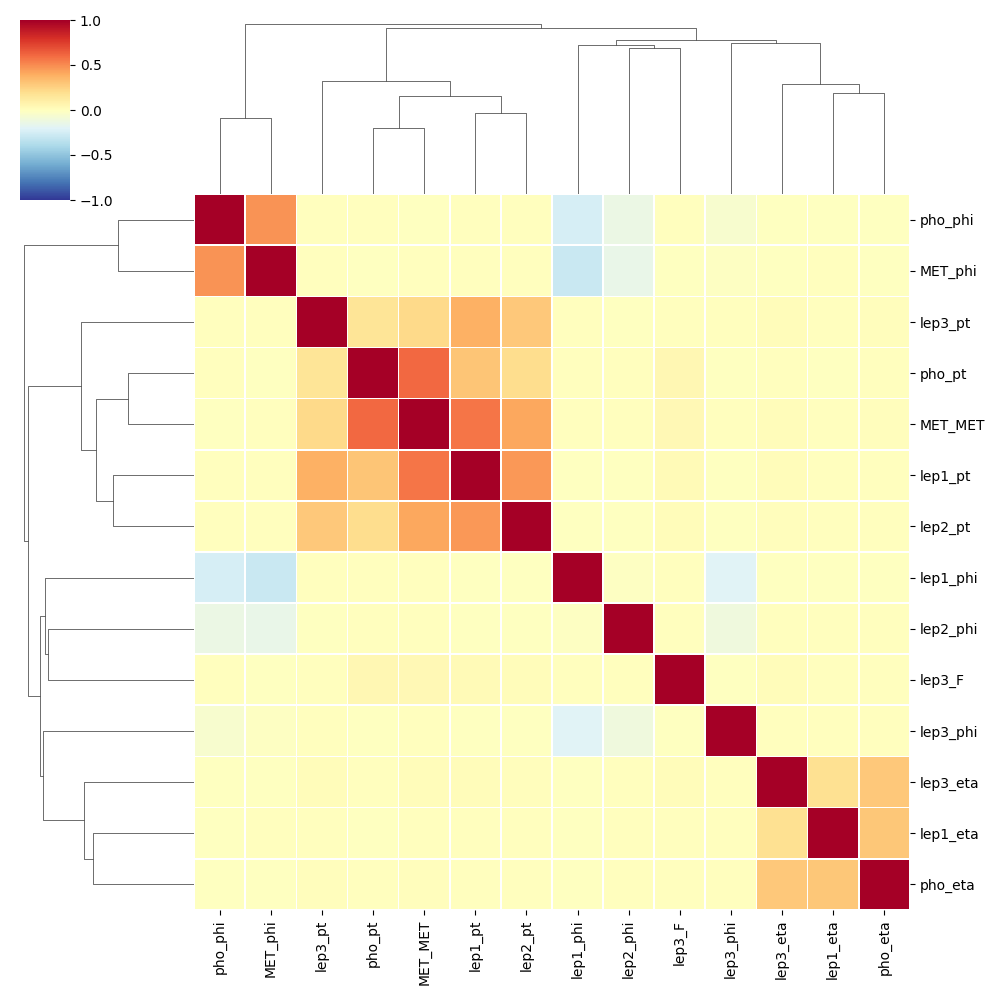 1.0
0.5
0.0
−0.5
−1.0
pho_phi
MET_phi
lep3_pt
pho_pt
MET_MET
lep1_pt
lep2_pt
lep1_phi
lep2_phi
lep3_F
lep3_phi
lep3_eta
lep1_eta
pho_eta
pho_phi
MET_phi
lep3_pt
pho_pt
MET_MET
lep1_pt
lep2_pt
lep1_phi
lep2_phi
lep3_F
lep3_phi
lep3_eta
lep1_eta
pho_eta